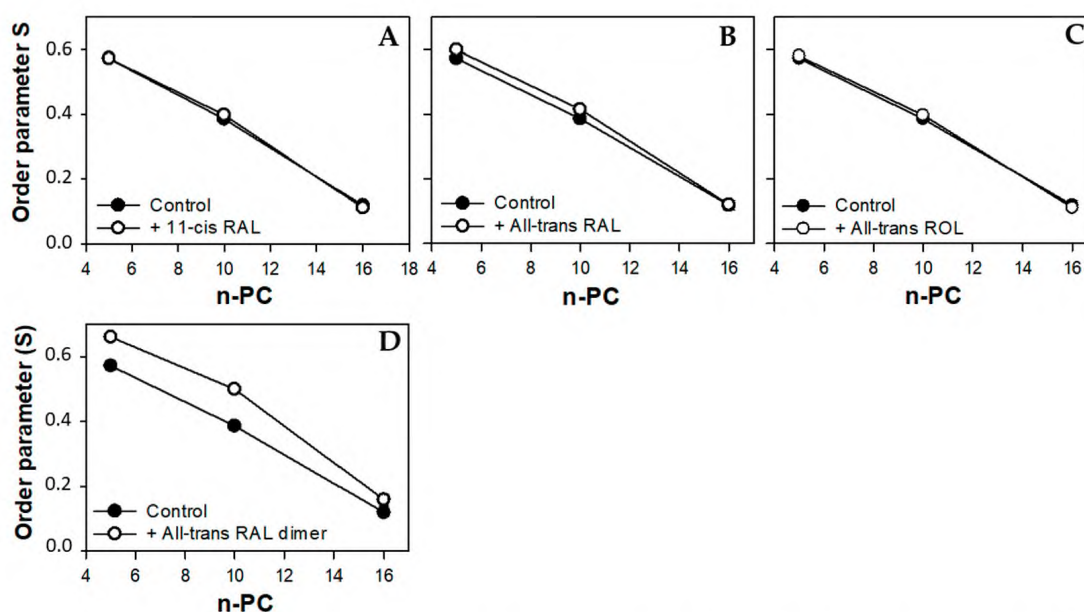 A
Order parameter S
0.6
0.4
0.2
0.0
Control
+ 11-cis RAL
4 6 8 10 12 14 16 18
n-PC
B
Control
+ All-trans RAL
4 6 8 10 12 14 16
n-PC
C
Control
+ All-trans ROL
4 6 8 10 12 14 16
n-PC
D
Order parameter (S)
0.6
0.4
0.2
0.0
Control
+ All-trans RAL dimer
4 6 8 10 12 14 16
n-PC